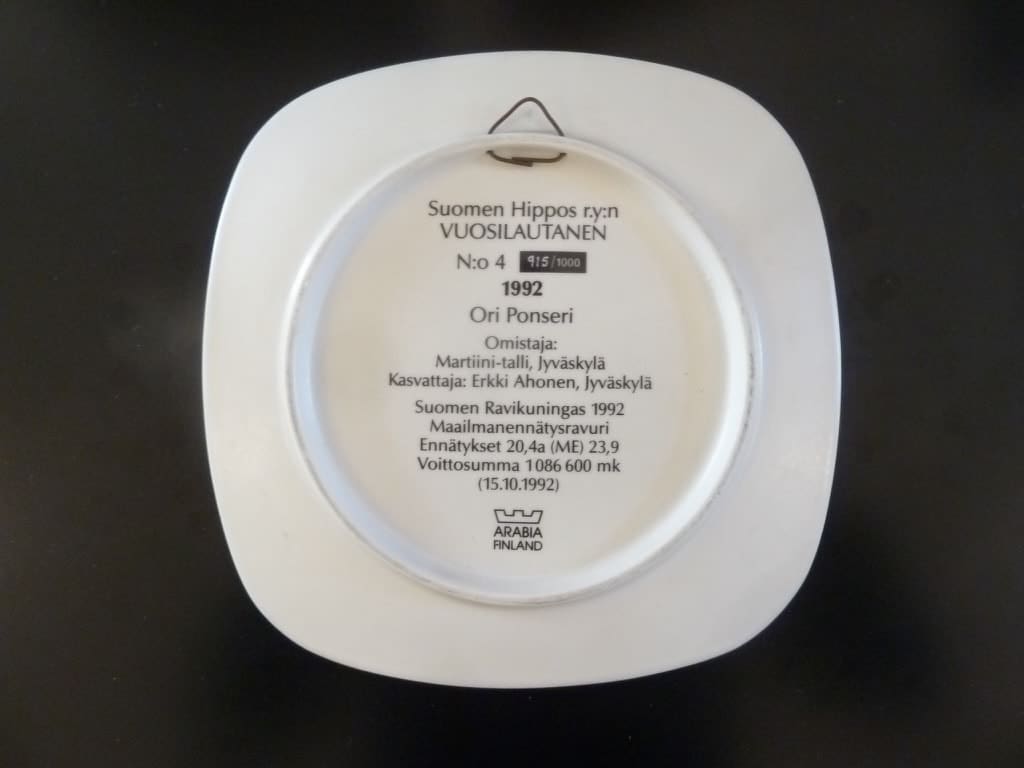 Suomen Hippos r.y:n
VUOSILAUTANEN
N:o 4 915/1000
1992
Ori Ponseri
Omistaja:
Martiini-talli, Jyväskylä
Kasvattaja: Erkki Ahonen, Jyväskylä
Suomen Ravikuningas 1992
Maailmanennätysravuri
Ennätykset 20,4a (ME) 23,9
Voittosumma 1 086 600 mk
(15.10.1992)
ARABIA
FINLAND